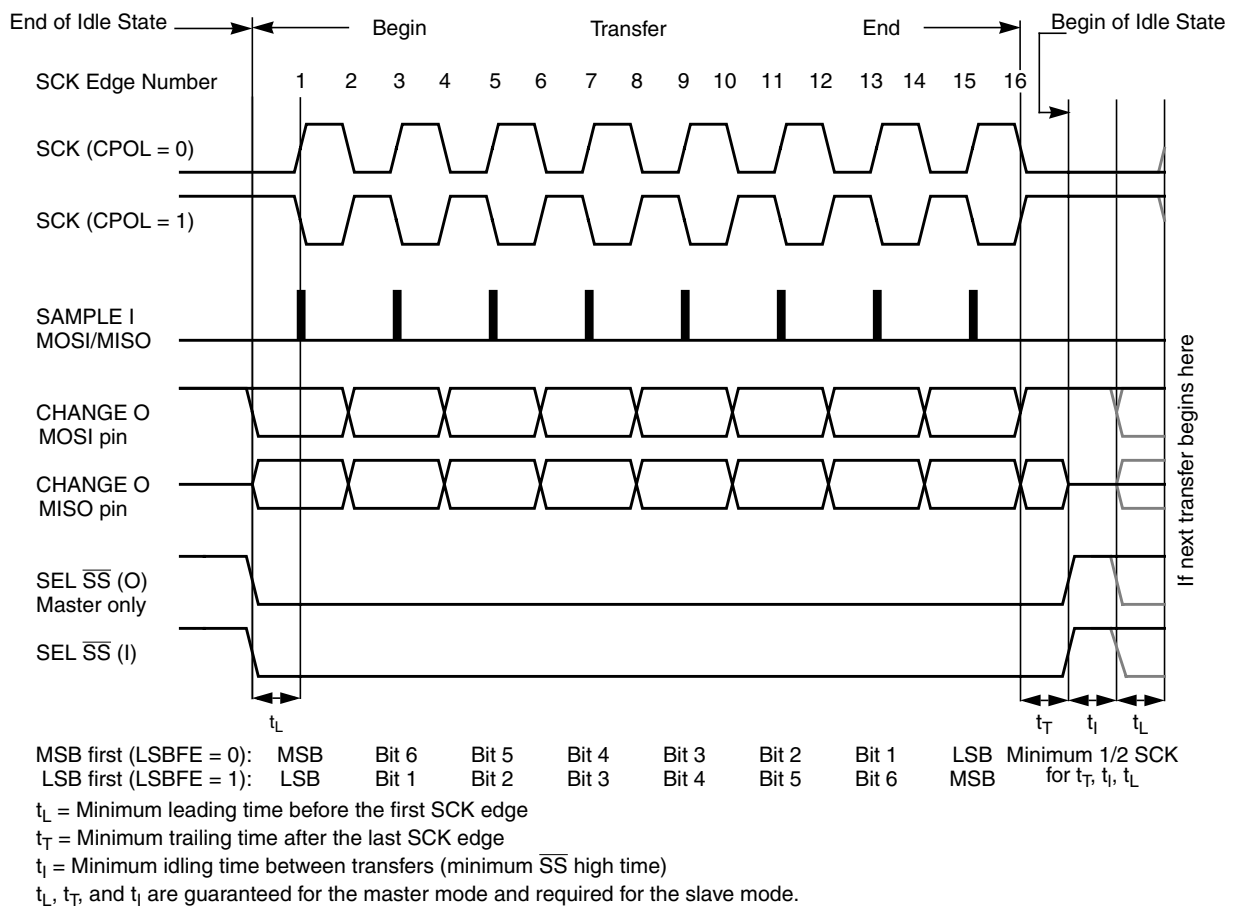 End of Idle State
Begin
Transfer
End
Begin of Idle State
SCK Edge Number
1 2 3 4 5 6 7 8 9 10 11 12 13 14 15 16
SCK (CPOL = 0)
SCK (CPOL = 1)
SAMPLE I
MOSI/MISO
CHANGE O
MOSI pin
CHANGE O
MISO pin
SEL SS (O)
Master only
SEL SS (I)
If next transfer begins here
tL
tT tI tL
MSB first (LSBFE = 0): MSB Bit 6 Bit 5 Bit 4 Bit 3 Bit 2 Bit 1 LSB
LSB first (LSBFE = 1): LSB Bit 1 Bit 2 Bit 3 Bit 4 Bit 5 Bit 6 MSB
Minimum 1/2 SCK
for tT, tI, tL
tL = Minimum leading time before the first SCK edge
tT = Minimum trailing time after the last SCK edge
tI = Minimum idling time between transfers (minimum SS high time)
tL, tT, and tI are guaranteed for the master mode and required for the slave mode.